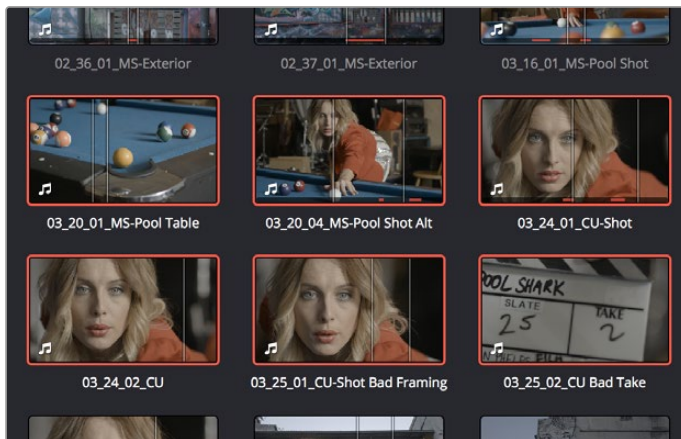 02_36_01_MS-Exterior
02_37_01_MS-Exterior
03_16_01_MS-Pool Shot
03_20_01_MS-Pool Table
03_20_04_MS-Pool Shot Alt
03_24_01_CU-Shot
POOL SHARK
SLATE
TAKE
25
2
03_24_02_CU
03_25_01_CU-Shot Bad Framing
03_25_02_CU Bad Take